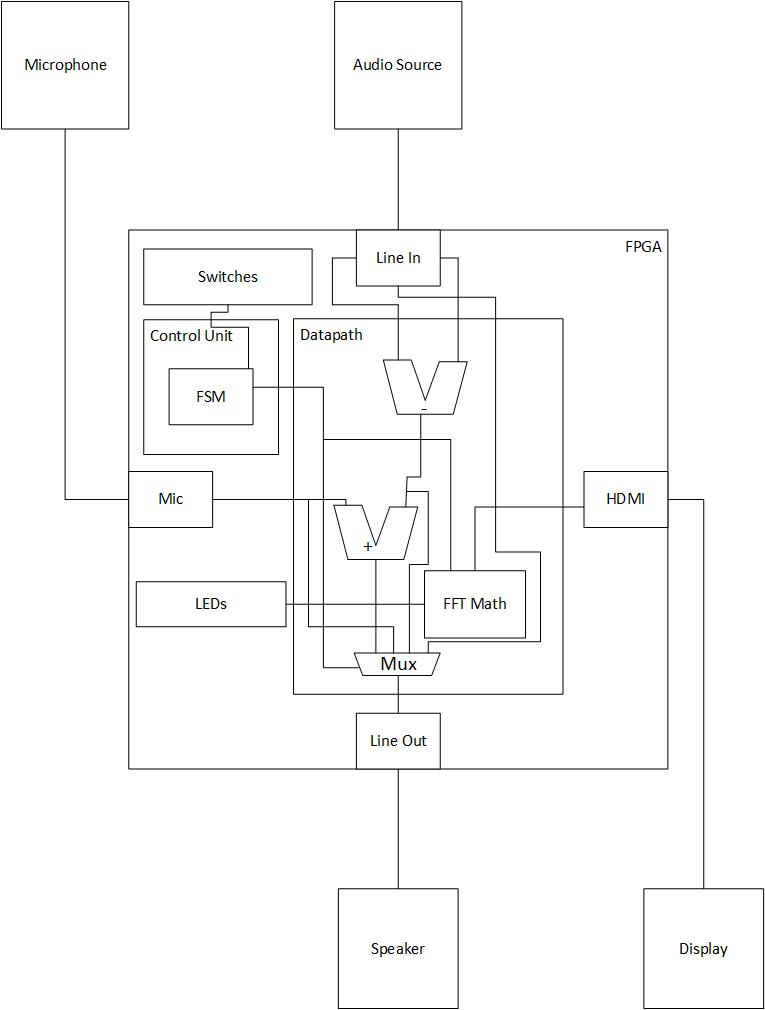 Microphone
Audio Source
FPGA
Line In
Switches
Control Unit
Datapath
FSM
-
Mic
HDMI
+
LEDs
FFT Math
Mux
Line Out
Speaker
Display